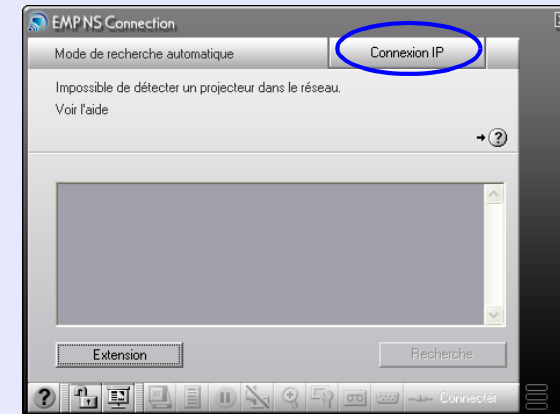 EMP NS Connection
Mode de recherche automatique
Connexion IP
Impossible de détecter un projecteur dans le réseau.
Voir l'aide
Extension
Recherche
Connecter